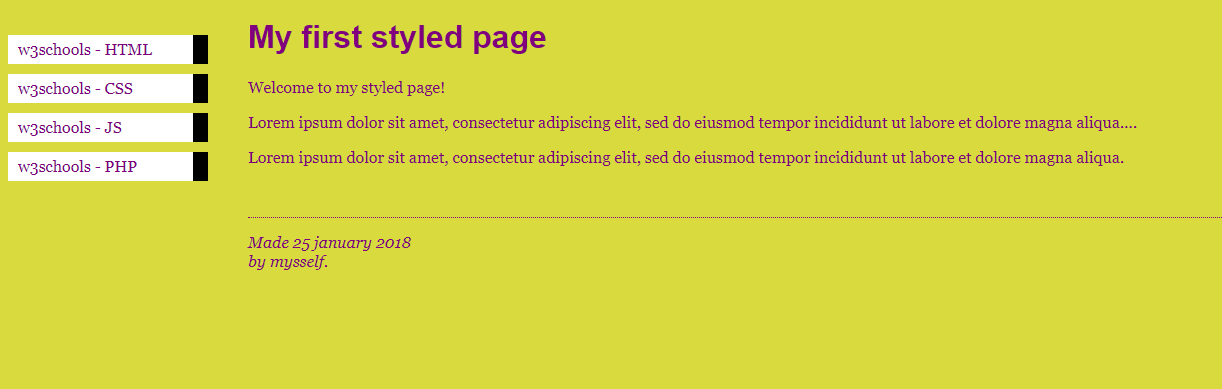 w3schools - HTML
w3schools - CSS
w3schools - JS
w3schools - PHP
My first styled page
Welcome to my styled page!
Lorem ipsum dolor sit amet, consectetur adipiscing elit, sed do eiusmod tempor incididunt ut labore et dolore magna aliqua....
Lorem ipsum dolor sit amet, consectetur adipiscing elit, sed do eiusmod tempor incididunt ut labore et dolore magna aliqua.
Made 25 january 2018
by mysself.